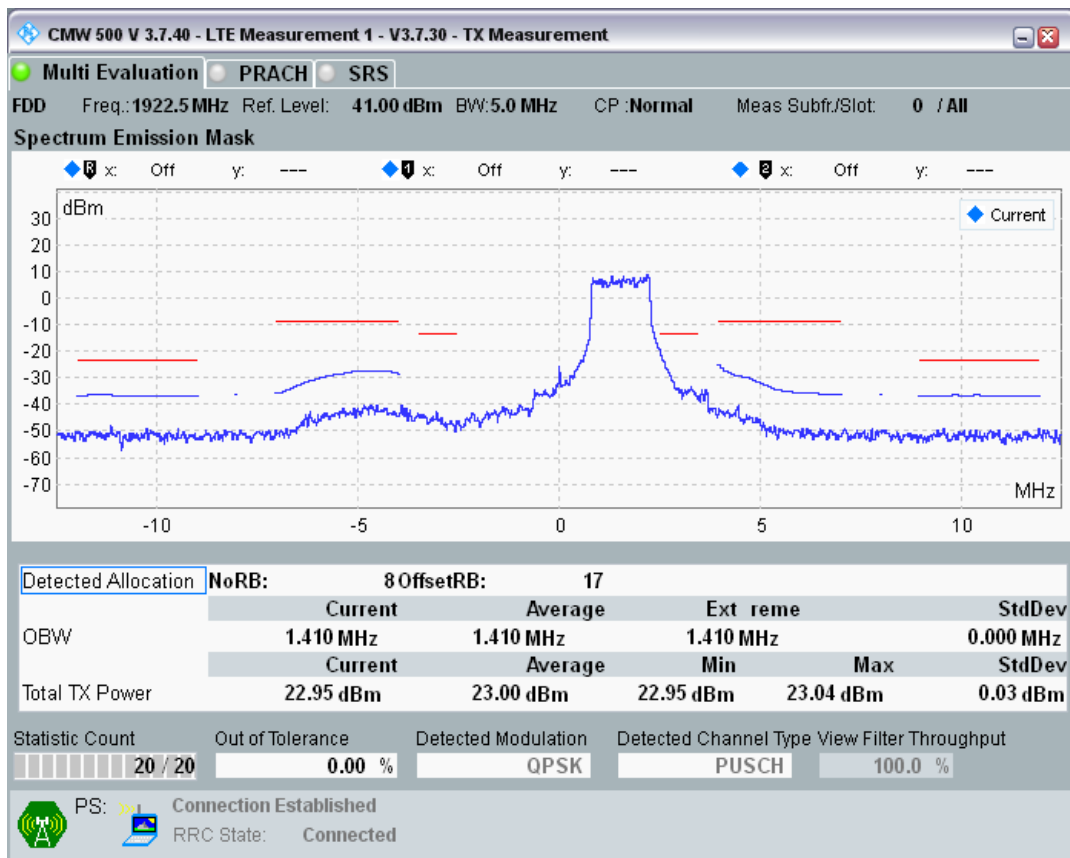 CMW 500 V 3.7.40 - LTE Measurement 1 - V3.7.30 - TX Measurement
Multi Evaluation PRACH SRS
FDD Freq.: 1922.5 MHz Ref. Level: 41.00 dBm BW: 5.0 MHz CP : Normal Meas Subfr./Slot: 0 / All
Spectrum Emission Mask
R x: Off y: --- 1 x: Off y: --- 2 x: Off y: ---
dBm
Current
30
20
10
0
-10
-20
-30
-40
-50
-60
-70
MHz
-10 -5 0 5 10
Detected Allocation NoRB: 8 OffsetRB: 17
Current Average Ext reme StdDev
OBW 1.410 MHz 1.410 MHz 1.410 MHz 0.000 MHz
Current Average Min Max StdDev
Total TX Power 22.95 dBm 23.00 dBm 22.95 dBm 23.04 dBm 0.03 dBm
Statistic Count Out of Tolerance Detected Modulation Detected Channel Type View Filter Throughput
20 / 20 0.00 % QPSK PUSCH 100.0 %
PS: Connection Established
RRC State: Connected